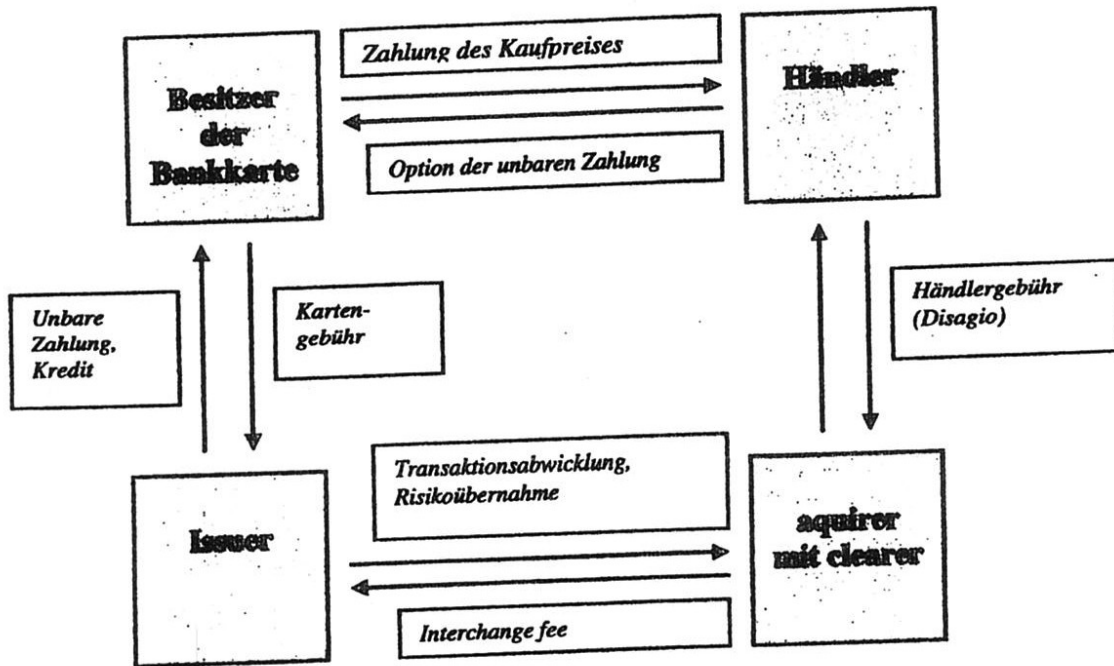 Zahlung des Kaufpreises
Besitzer
der
Bankkarte
Händler
Option der unbaren Zahlung
Unbare
Zahlung,
Kredit
Karten-
gebühr
Händlergebühr
(Disagio)
Transaktionsabwicklung,
Risikoübernahme
Issuer
aquirer
mit clearer
Interchange fee